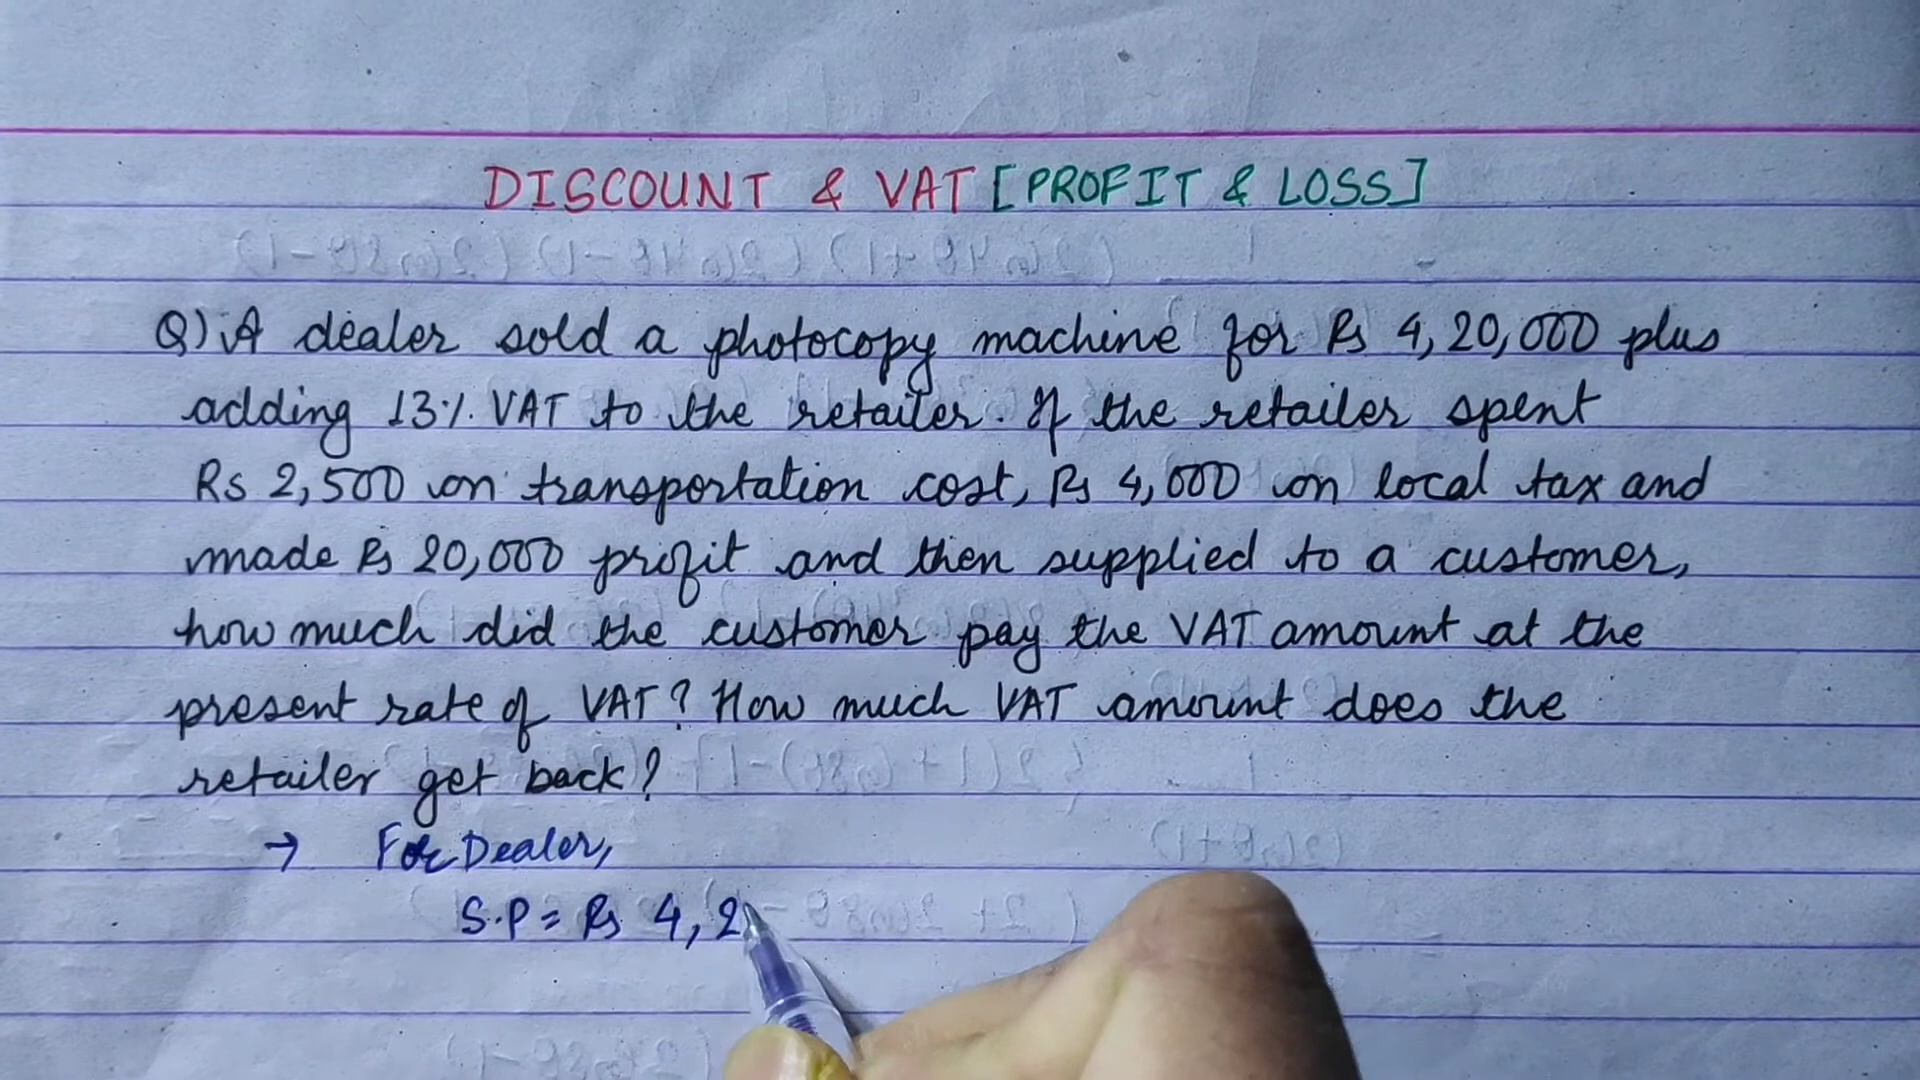 DISCOUNT & VAT [PROFIT & LOSS]
Q) A dealer sold a photocopy machine for Rs 4,20,000 plus
adding 13% VAT to the retailer. If the retailer spent
Rs 2,500 on transportation cost, Rs 4,000 on local tax and
made Rs 20,000 profit and then supplied to a customer,
how much did the customer pay the VAT amount at the
present rate of VAT? How much VAT amount does the
retailer get back?
→ For Dealer,
S.P = Rs 4,2